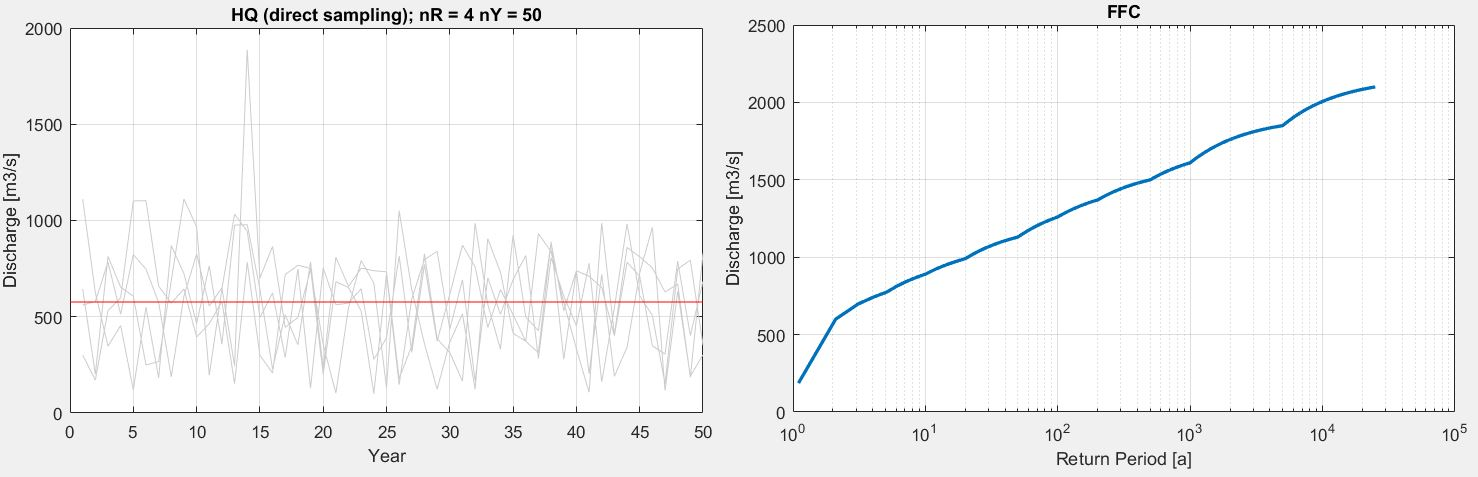 HQ (direct sampling); nR = 4 nY = 50
2000
1500
1000
500
0
Discharge [m3/s]
0 5 10 15 20 25 30 35 40 45 50
Year
FFC
2500
2000
1500
1000
500
0
Discharge [m3/s]
10^0 10^1 10^2 10^3 10^4 10^5
Return Period [a]